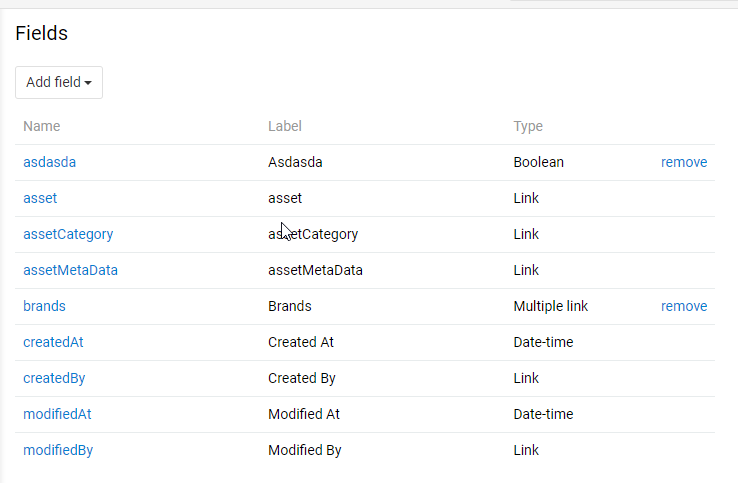 Fields
Add field
Name Label Type
asdasda Asdasda Boolean remove
asset asset Link
assetCategory assetCategory Link
assetMetaData assetMetaData Link
brands Brands Multiple link remove
createdAt Created At Date-time
createdBy Created By Link
modifiedAt Modified At Date-time
modifiedBy Modified By Link